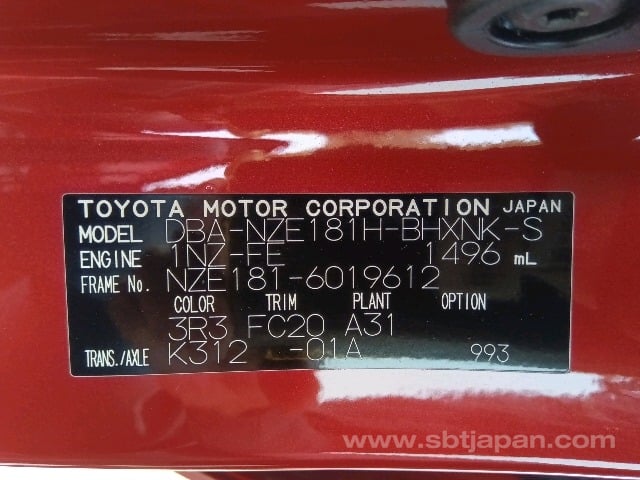 TOYOTA MOTOR CORPORATION JAPAN
MODEL DBA-NZE181H-BHXNK-S
ENGINE 1NZ-FE 1496 mL
FRAME No. NZE181-6019612
COLOR TRIM PLANT OPTION
3R3 FC20 A31
TRANS./AXLE K312 -01A 993
www.sbtjapan.com